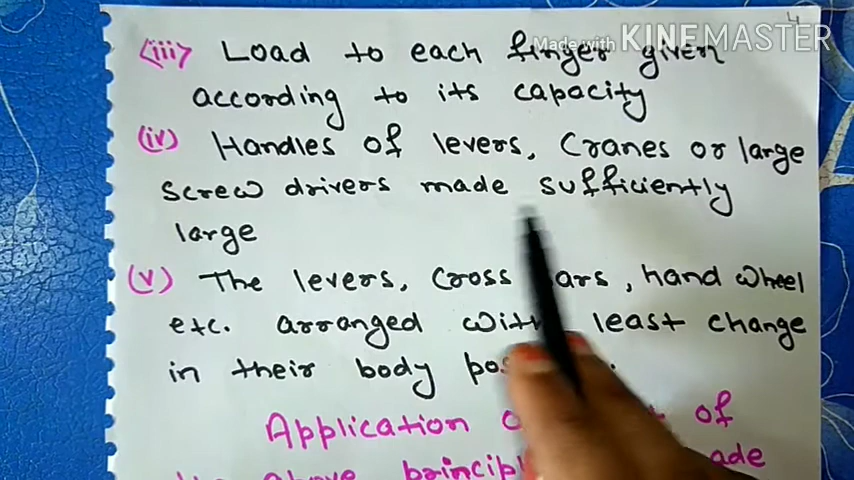 4
Made with KINEMASTER
(iii) Load to each finger given
according to its capacity
(iv) Handles of levers, Cranes or large
screw drivers made sufficiently
large
(v) The levers, cross bars, hand wheel
etc. arranged with least change
in their body
Application of
above